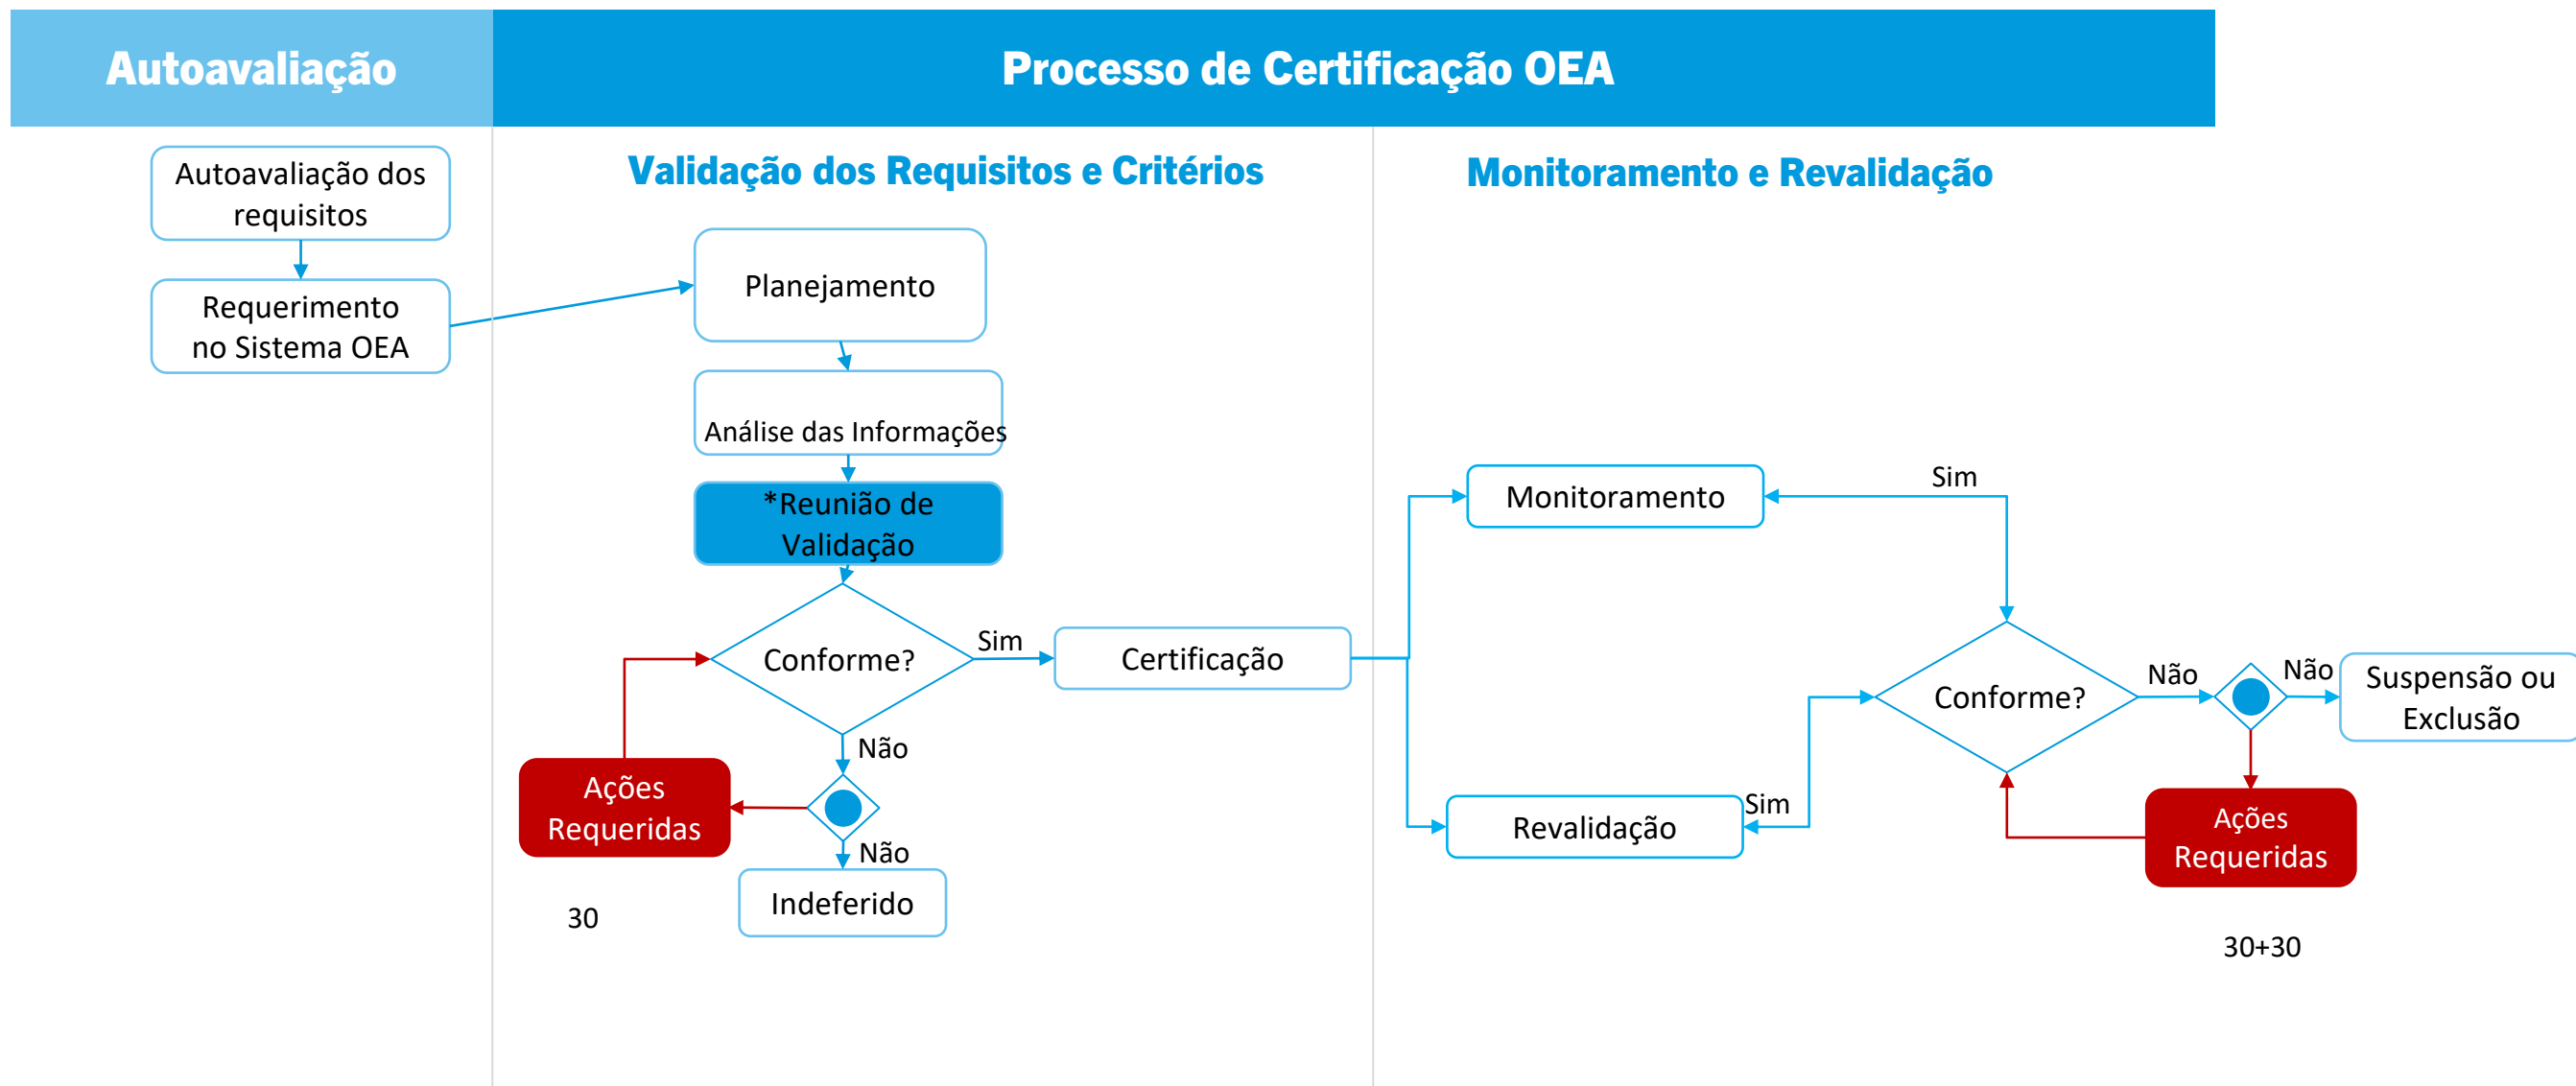 Autoavaliação
Processo de Certificação OEA
Autoavaliação dos
requisitos
Requerimento
no Sistema OEA
Validação dos Requisitos e Critérios
Planejamento
Análise das Informações
*Reunião de
Validação
Conforme?
Sim
Certificação
Não
Ações
Requeridas
Não
Indeferido
30
Monitoramento e Revalidação
Monitoramento
Sim
Conforme?
Não
Não
Suspensão ou
Exclusão
Revalidação
Sim
Ações
Requeridas
30+30